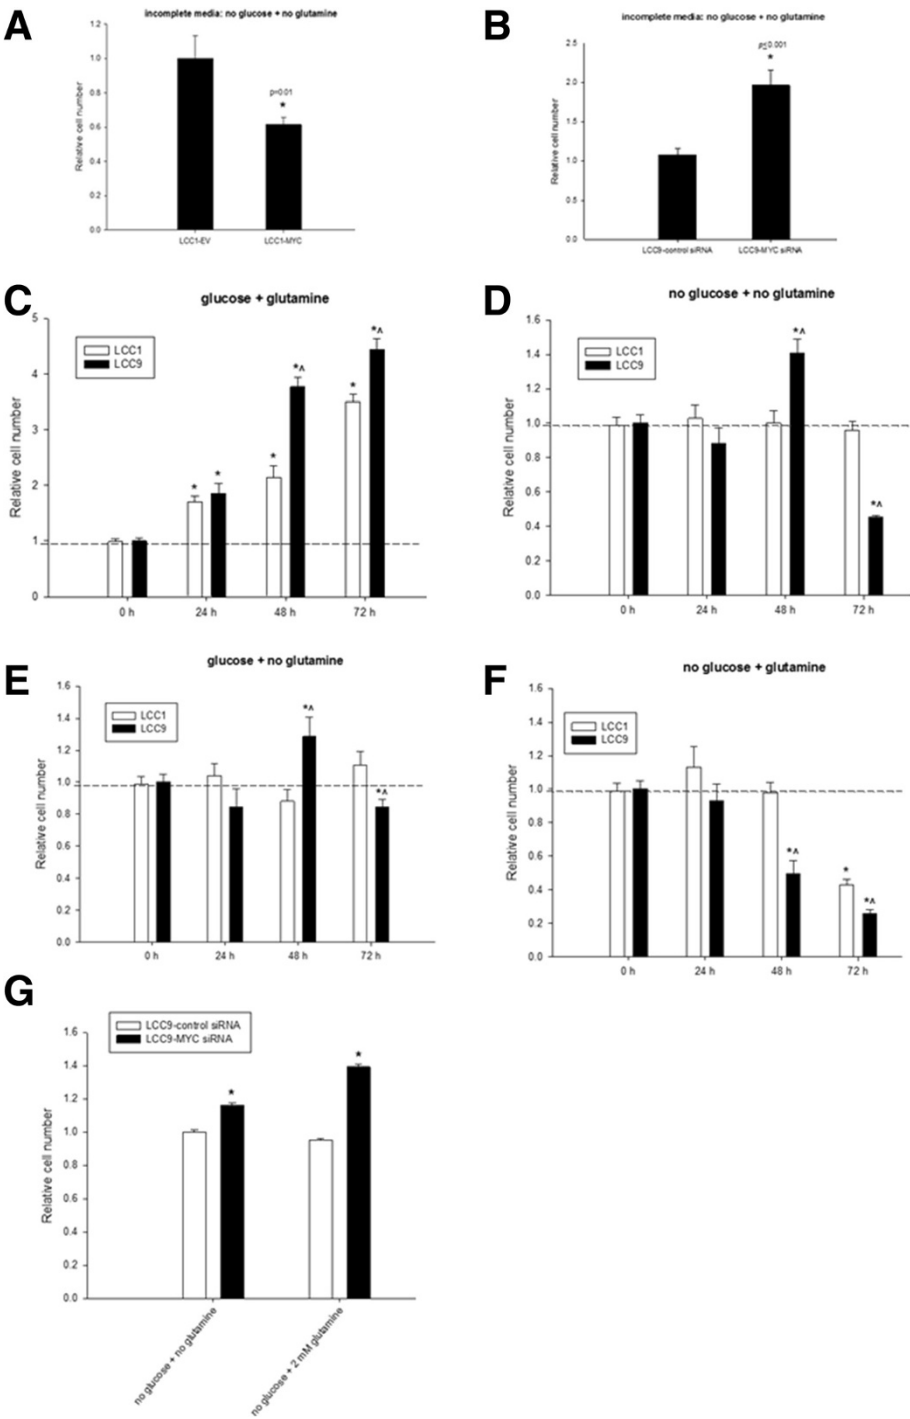 A
incomplete media: no glucose + no glutamine
1.2
1.0
0.8
0.6
0.4
0.2
0.0
Relative cell number
p=0.01
*
LCC1-EV
LCC1-MYC
B
incomplete media: no glucose + no glutamine
2.5
2.0
1.5
1.0
0.5
0.0
Relative cell number
p≤0.001
*
LCC9-control siRNA
LCC9-MYC siRNA
C
glucose + glutamine
5
4
3
2
1
0
Relative cell number
LCC1
LCC9
*
*
*
*^
*
*^
0 h
24 h
48 h
72 h
D
no glucose + no glutamine
1.6
1.4
1.2
1.0
0.8
0.6
0.4
0.2
0.0
Relative cell number
LCC1
LCC9
*^
*^
0 h
24 h
48 h
72 h
E
glucose + no glutamine
1.6
1.4
1.2
1.0
0.8
0.6
0.4
0.2
0.0
Relative cell number
LCC1
LCC9
*^
*^
0 h
24 h
48 h
72 h
F
no glucose + glutamine
1.6
1.4
1.2
1.0
0.8
0.6
0.4
0.2
0.0
Relative cell number
LCC1
LCC9
*^
*
*^
0 h
24 h
48 h
72 h
G
LCC9-control siRNA
LCC9-MYC siRNA
1.6
1.4
1.2
1.0
0.8
0.6
0.4
0.2
0.0
Relative cell number
*
*
no glucose + no glutamine
no glucose + 2 mM glutamine